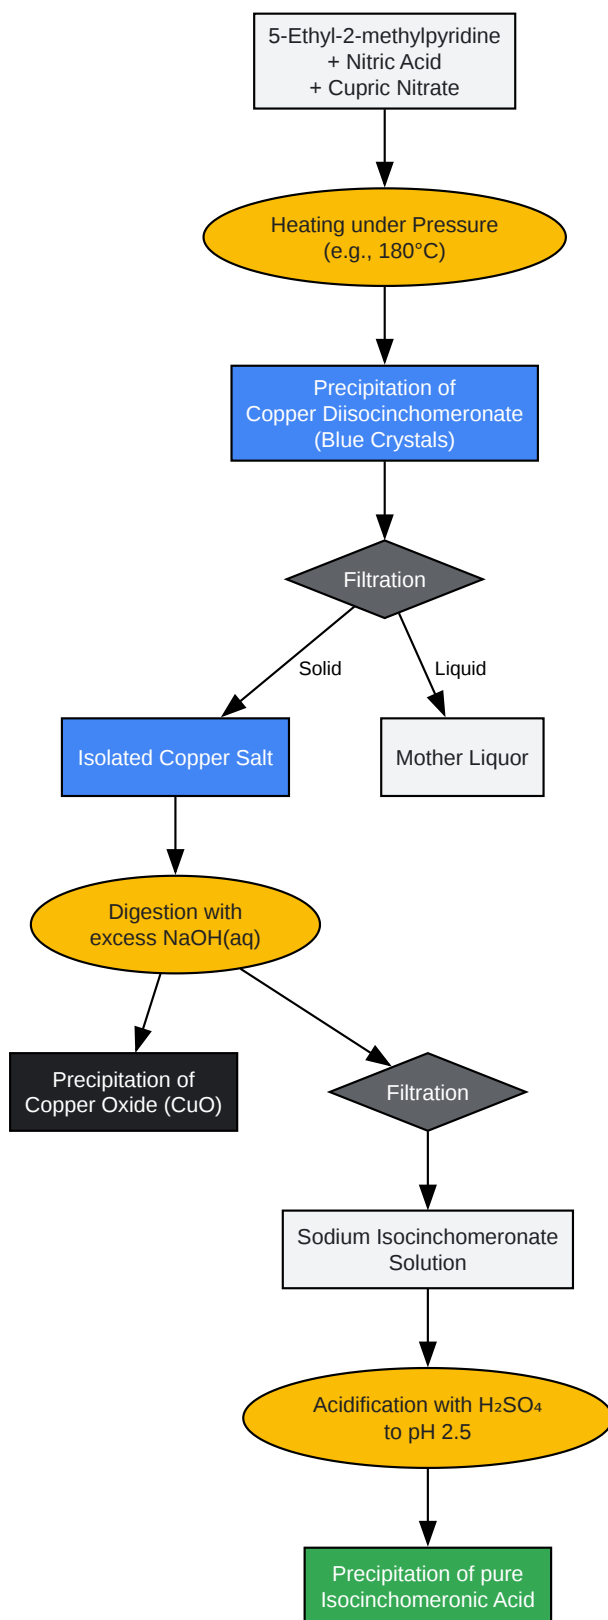 5-Ethyl-2-methylpyridine
+ Nitric Acid
+ Cupric Nitrate
Heating under Pressure
(e.g., 180°C)
Precipitation of
Copper Diisocinchomeronate
(Blue Crystals)
Filtration
Solid
Liquid
Isolated Copper Salt
Mother Liquor
Digestion with
excess NaOH(aq)
Precipitation of
Copper Oxide (CuO)
Filtration
Sodium Isocinchomeronate
Solution
Acidification with H₂SO₄
to pH 2.5
Precipitation of pure
Isocinchomeronic Acid